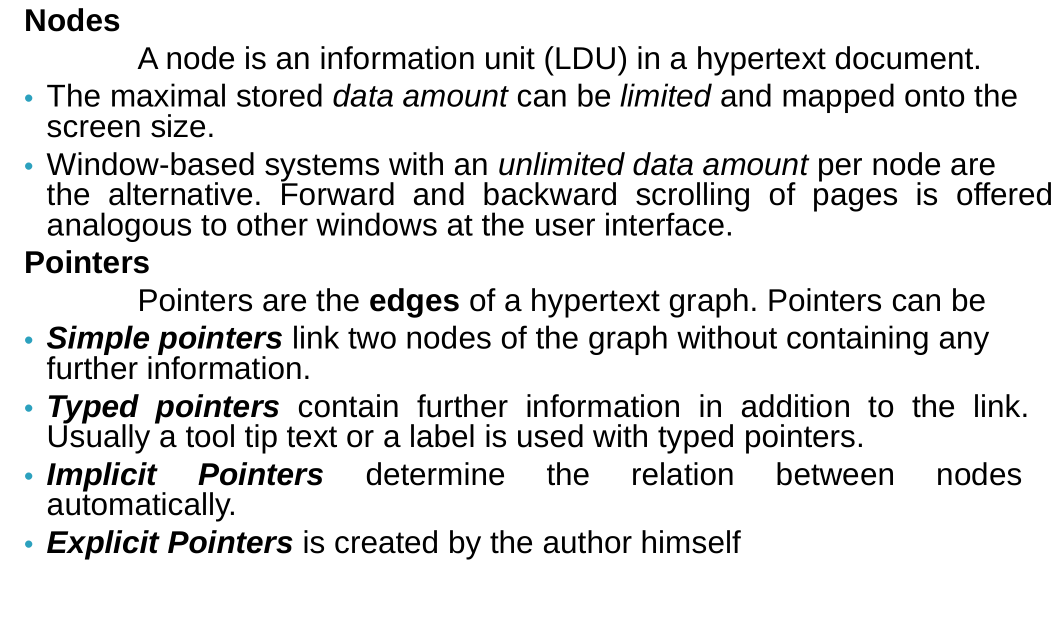 Nodes
A node is an information unit (LDU) in a hypertext document.
• The maximal stored data amount can be limited and mapped onto the
screen size.
• Window-based systems with an unlimited data amount per node are
the alternative. Forward and backward scrolling of pages is offered
analogous to other windows at the user interface.
Pointers
Pointers are the edges of a hypertext graph. Pointers can be
• Simple pointers link two nodes of the graph without containing any
further information.
• Typed pointers contain further information in addition to the link.
Usually a tool tip text or a label is used with typed pointers.
• Implicit Pointers determine the relation between nodes
automatically.
• Explicit Pointers is created by the author himself